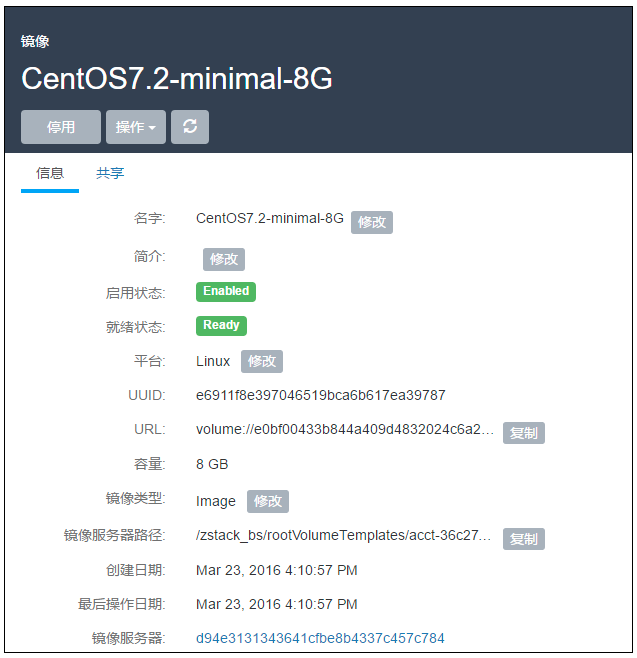 镜像
CentOS7.2-minimal-8G
停用 操作
信息 共享
名字: CentOS7.2-minimal-8G 修改
简介: 修改
启用状态: Enabled
就绪状态: Ready
平台: Linux 修改
UUID: e6911f8e397046519bca6b617ea39787
URL: volume://e0bf00433b844a409d4832024c6a2... 复制
容量: 8 GB
镜像类型: Image 修改
镜像服务器路径: /zstack_bs/rootVolumeTemplates/acct-36c27... 复制
创建日期: Mar 23, 2016 4:10:57 PM
最后操作日期: Mar 23, 2016 4:10:57 PM
镜像服务器: d94e3131343641cfbe8b4337c457c784